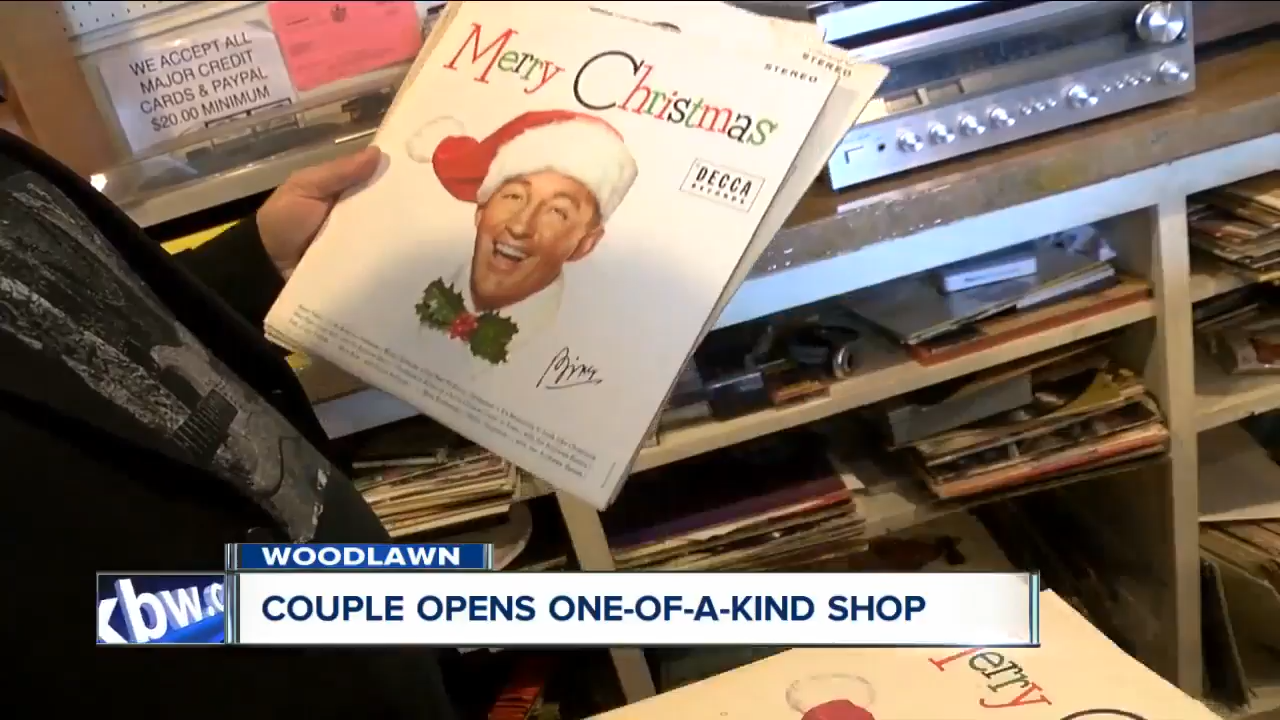 WE ACCEPT ALL
MAJOR CREDIT
CARDS & PAYPAL
$20.00 MINIMUM
Merry Christmas
STEREO
STEREO
DECCA
RECORDS
Bing
WOODLAWN
kbw.c
COUPLE OPENS ONE-OF-A-KIND SHOP
Merry